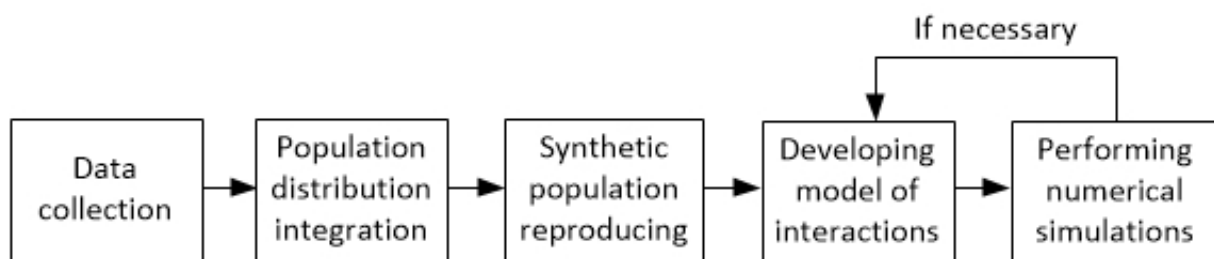 If necessary
Data
collection
Population
distribution
integration
Synthetic
population
reproducing
Developing
model of
interactions
Performing
numerical
simulations